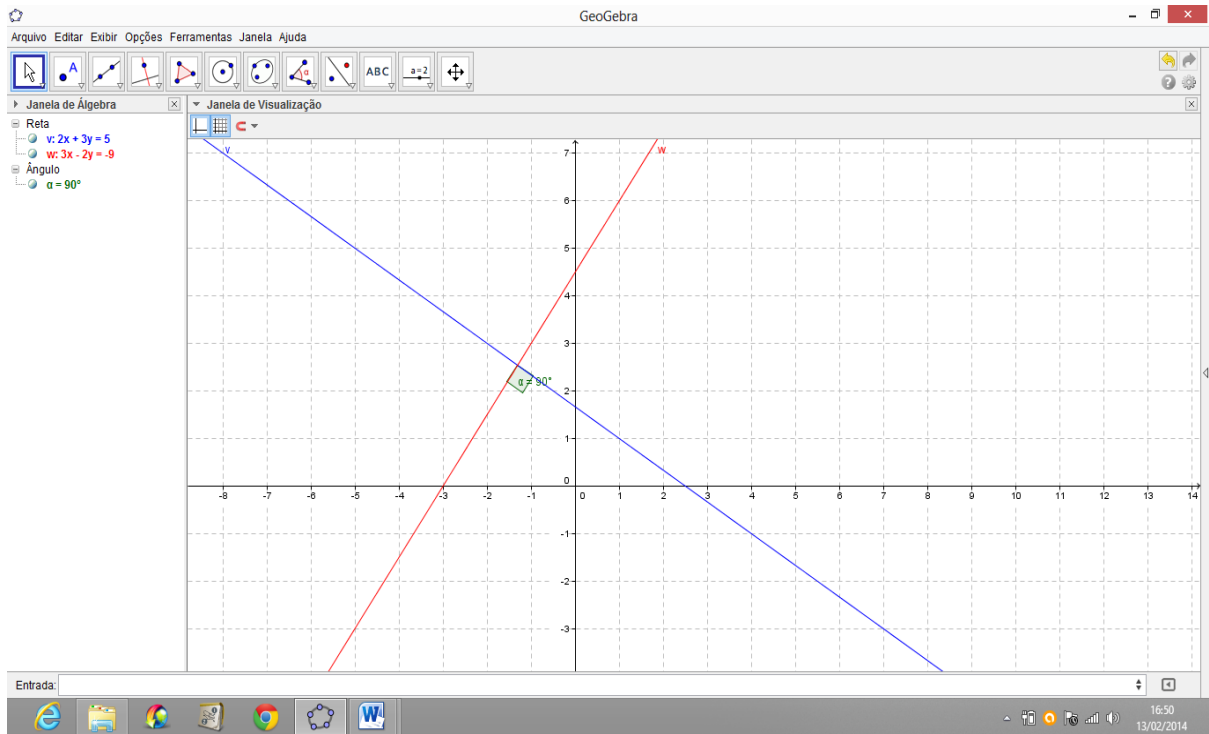 GeoGebra
Arquivo Editar Exibir Opções Ferramentas Janela Ajuda
A
α
ABC
a=2
Janela de Álgebra
Janela de Visualização
Reta
v: 2x + 3y = 5
w: 3x - 2y = -9
Ângulo
α = 90°
v
w
7
6
5
4
3
α = 90°
2
1
0
-8 -7 -6 -5 -4 -3 -2 -1 0 1 2 3 4 5 6 7 8 9 10 11 12 13 14
-1
-2
-3
Entrada:
16:50
13/02/2014